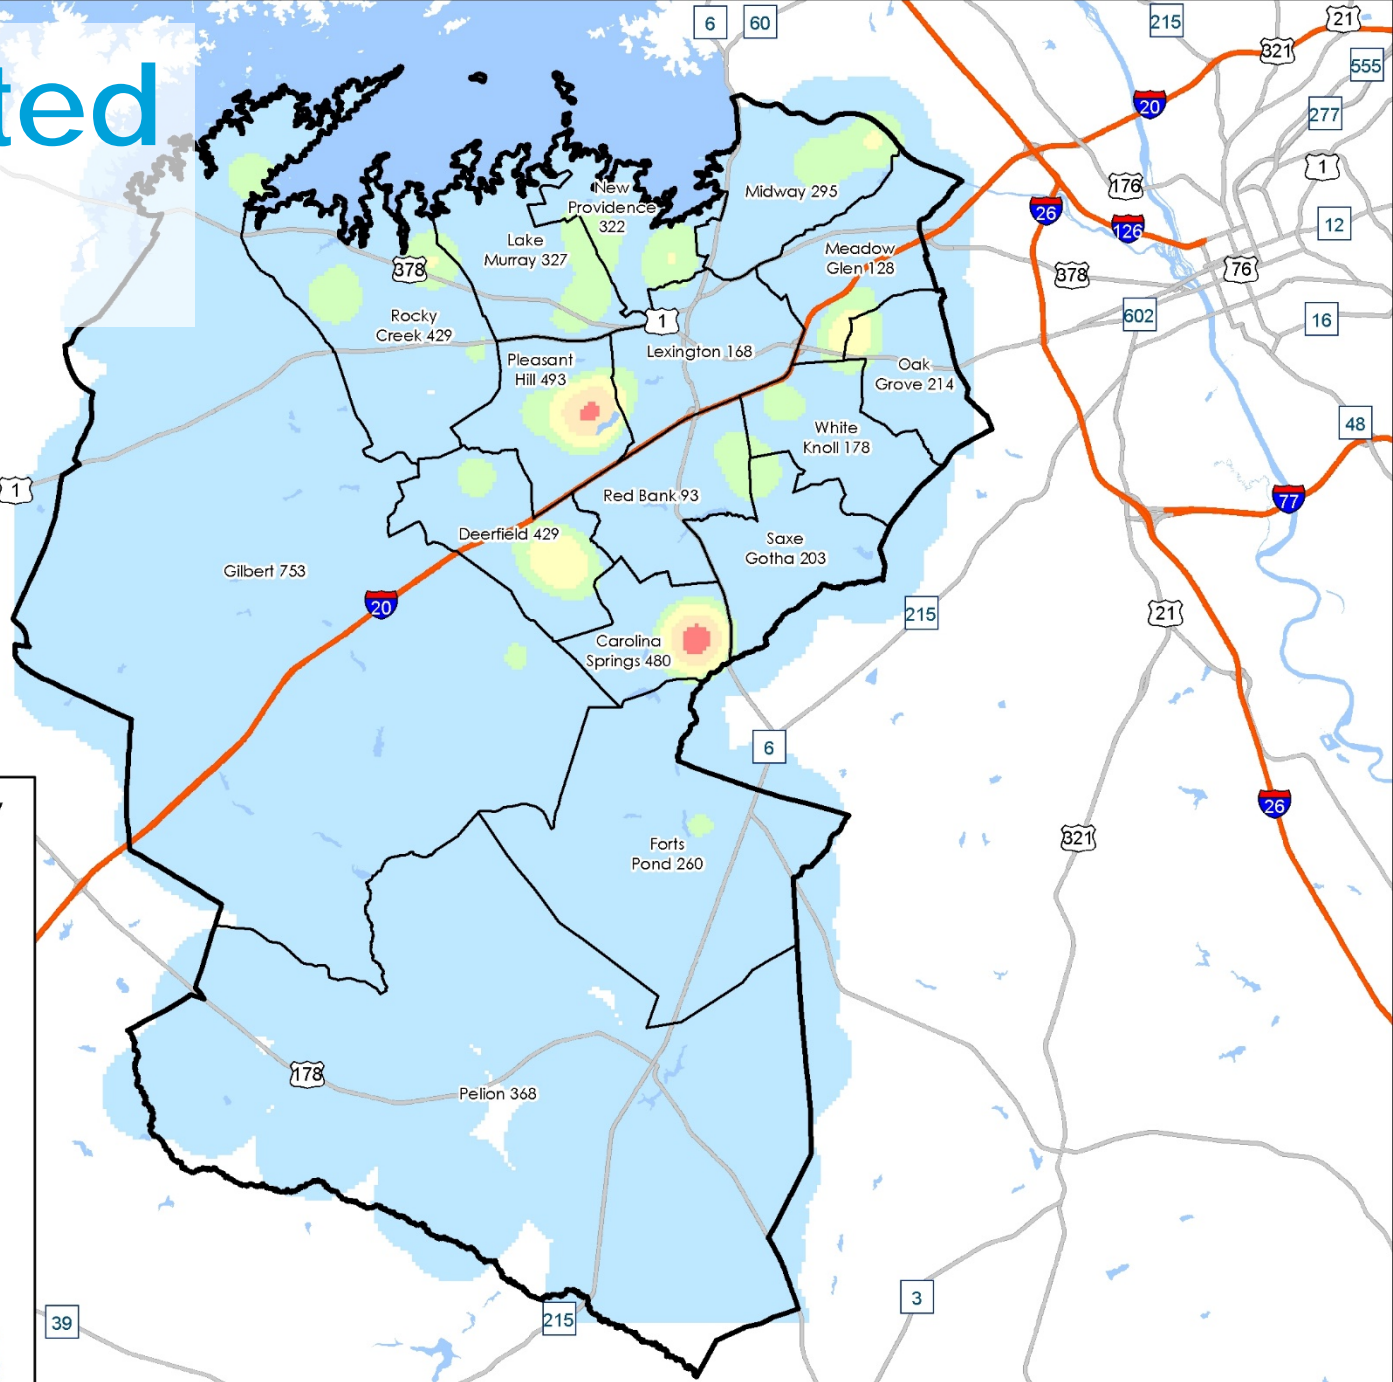 6
60
215
21
321
555
ted
20
277
1
176
Midway 295
New
Providence
322
26
126
12
Lake
Murray 327
Meadow
Glen 128
378
378
76
Rocky
Creek 429
1
602
16
Lexington 168
Pleasant
Hill 493
Oak
Grove 214
White
Knoll 178
48
1
Red Bank 93
77
Deerfield 429
Saxe
Gotha 203
Gilbert 753
20
215
21
Carolina
Springs 480
6
26
321
Forts
Pond 260
178
Pelion 368
39
215
3